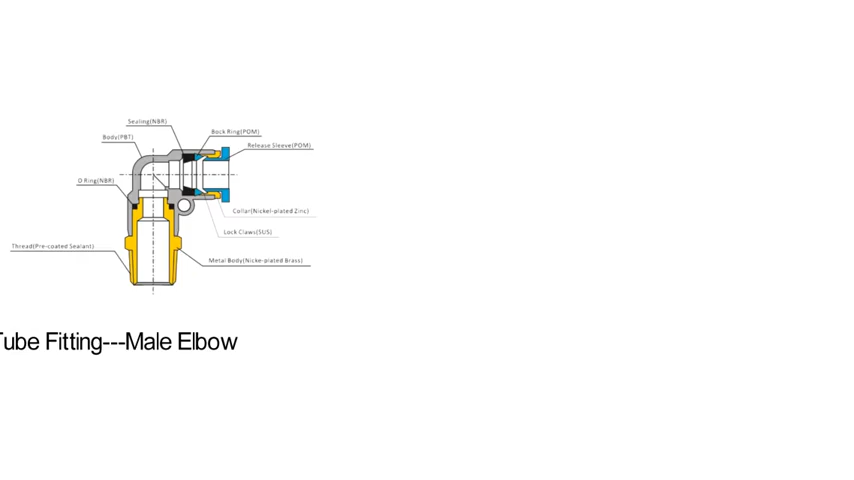 Sealing(NBR)
Bock Ring(POM)
Body(PBT)
Release Sleeve(POM)
O Ring(NBR)
Collar(Nickel-plated Zinc)
Lock Claws(SUS)
Thread(Pre-coated Sealant)
Metal Body(Nicke-plated Brass)
Tube Fitting---Male Elbow